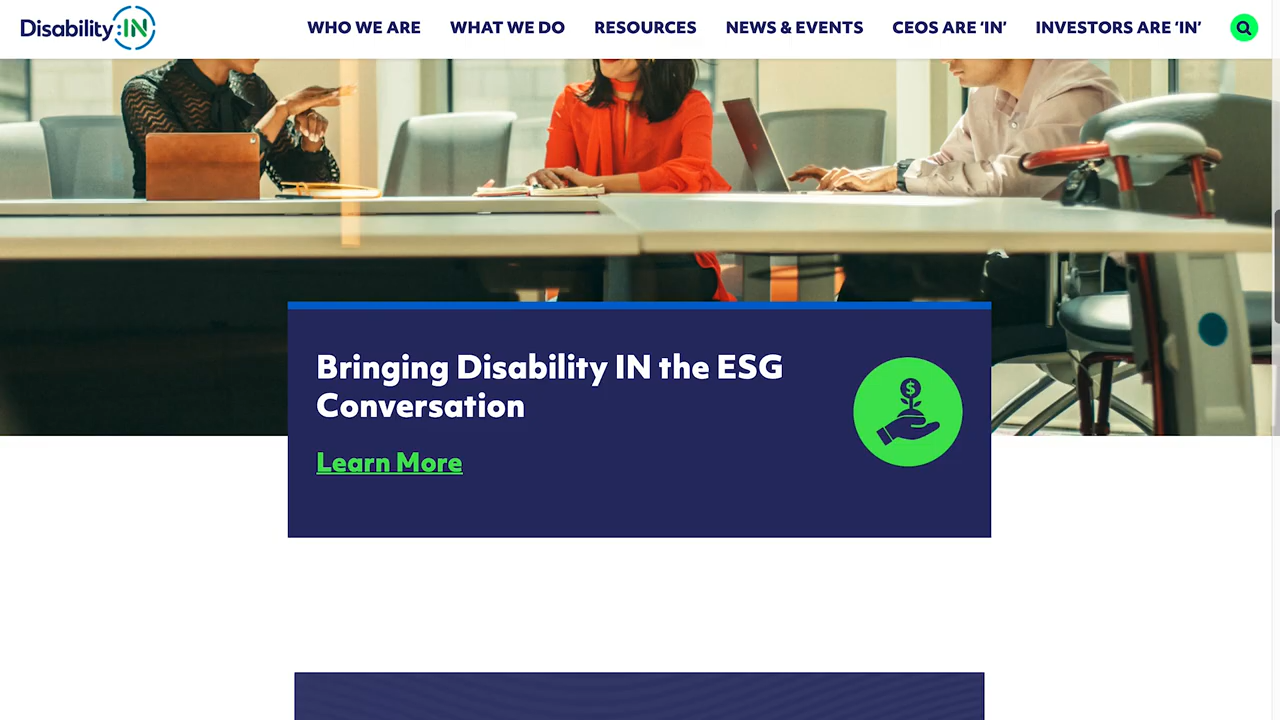 Disability:IN
WHO WE ARE
WHAT WE DO
RESOURCES
NEWS & EVENTS
CEOS ARE ‘IN’
INVESTORS ARE ‘IN’
$
Bringing Disability IN the ESG
Conversation
Learn More